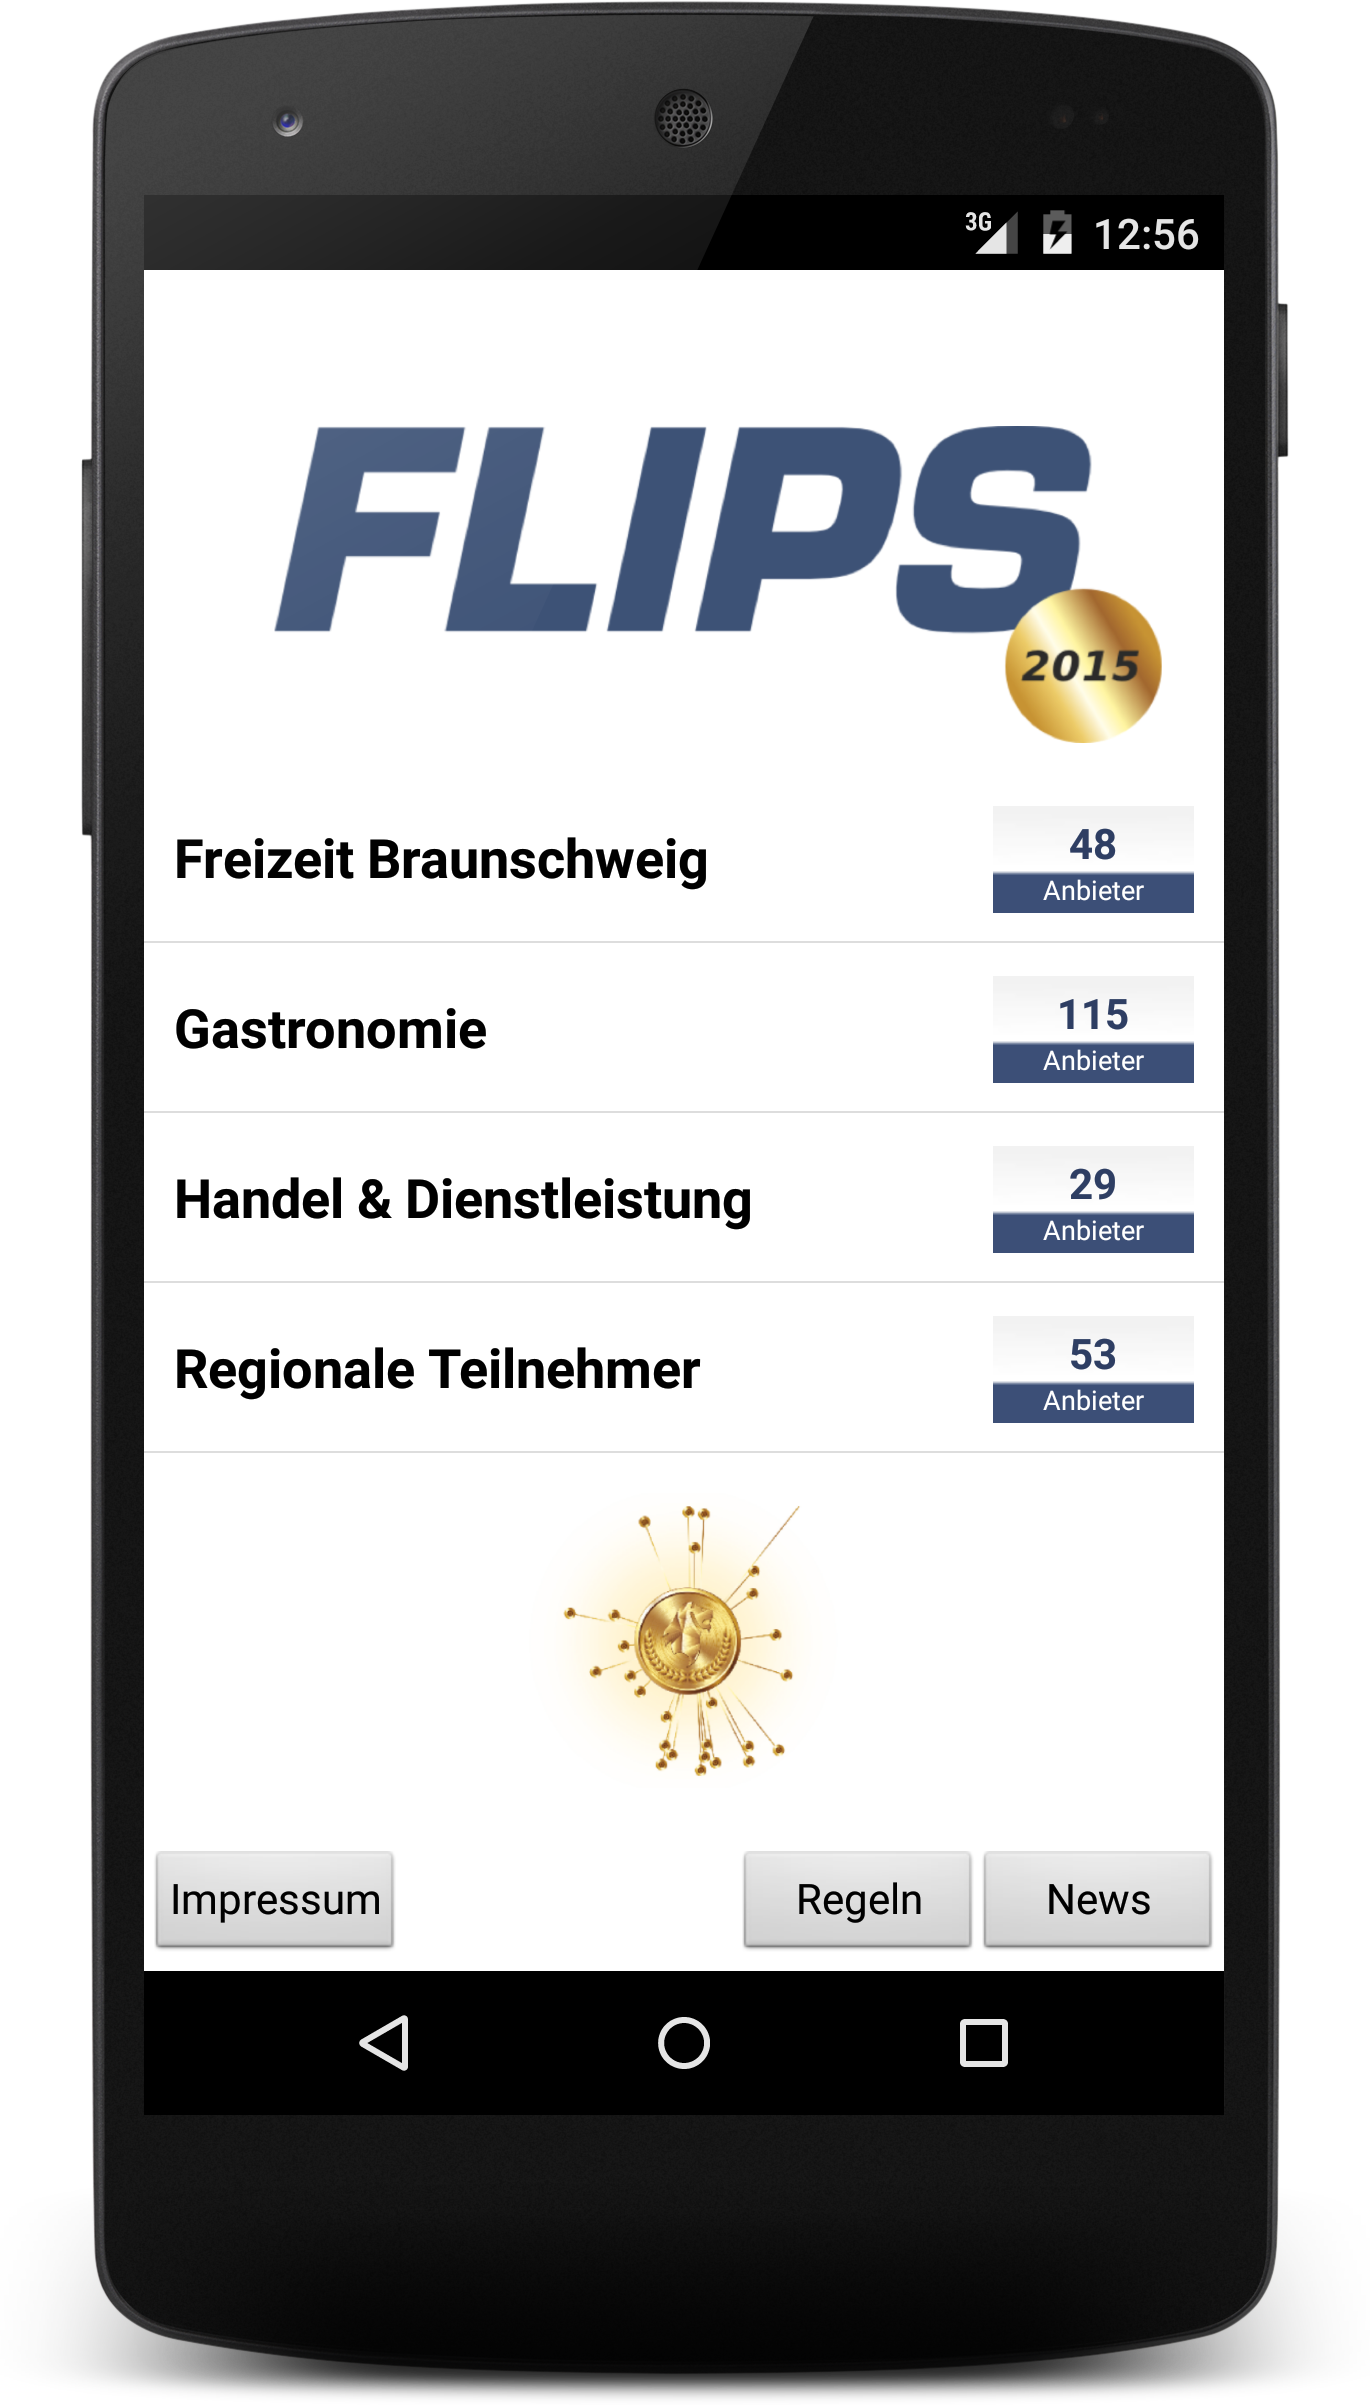 3G 12:56
FLIPS
2015
Freizeit Braunschweig
48
Anbieter
Gastronomie
115
Anbieter
Handel & Dienstleistung
29
Anbieter
Regionale Teilnehmer
53
Anbieter
Impressum Regeln News